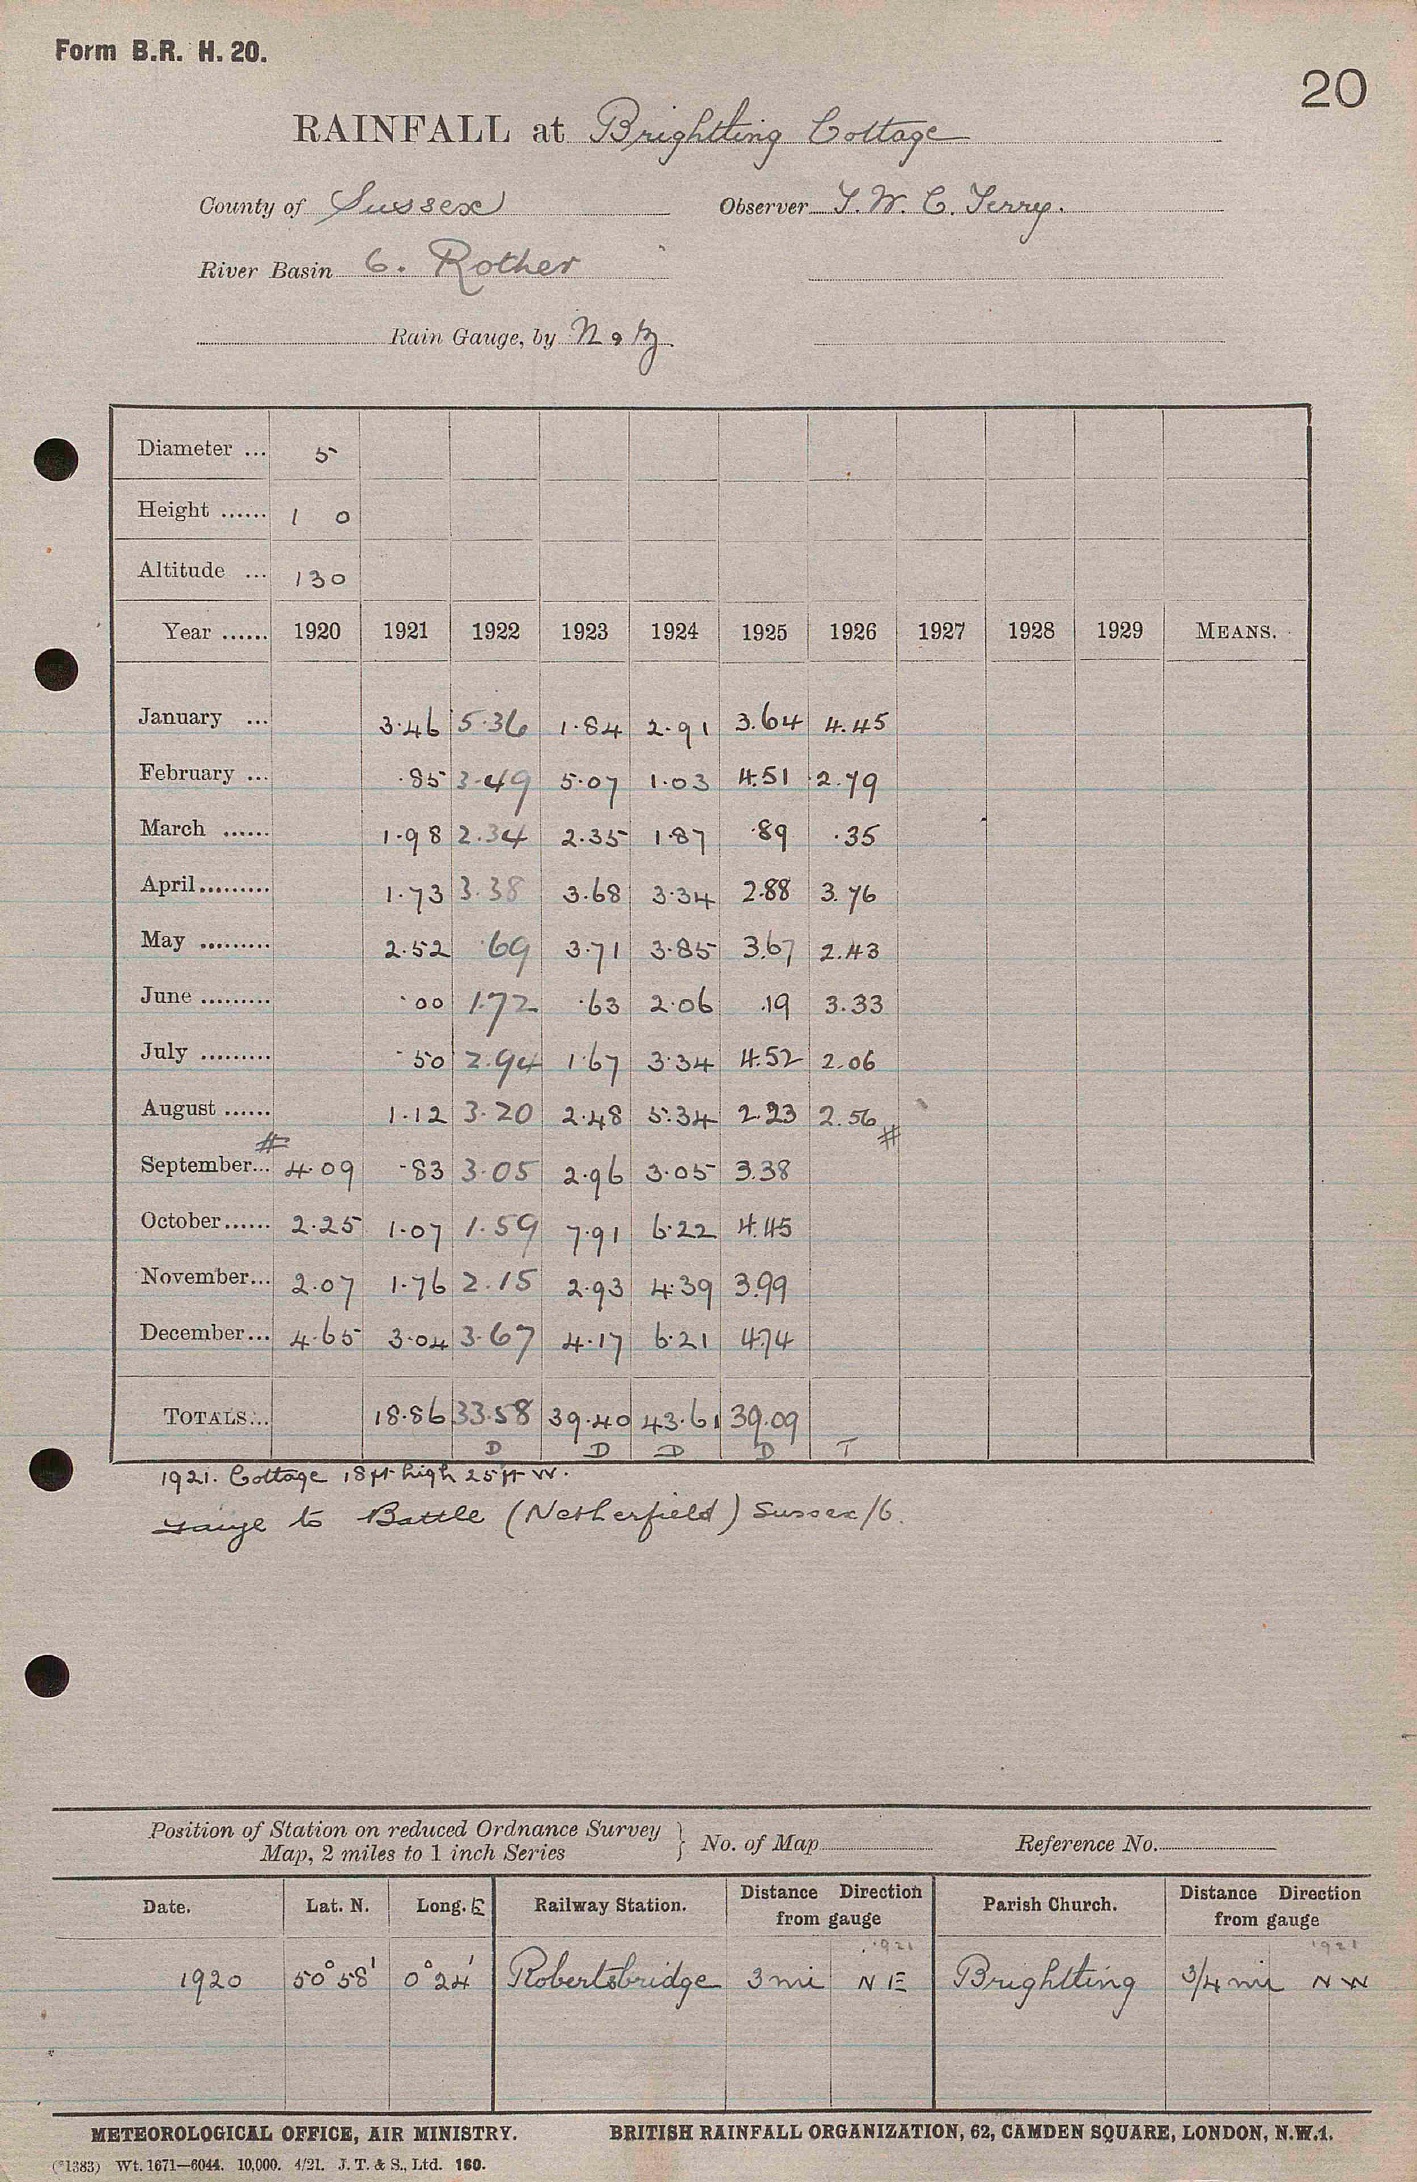 Form B.R. H. 20.
20
RAINFALL at Brightling Cottage
County of Sussex Observer T. W. C. Terry.
River Basin 6. Rother
Rain Gauge, by N & Z.
Diameter ... 5
Height ...... 1 0
Altitude ... 130
Year ...... 1920 1921 1922 1923 1924 1925 1926 1927 1928 1929 MEANS.
January ... 3.46 5.36 1.84 2.91 3.64 4.45
February ... .85 3.49 5.07 1.03 4.51 2.79
March ...... 1.98 2.34 2.35 1.87 .89 .35
April ......... 1.73 3.38 3.68 3.34 2.88 3.76
May ......... 2.52 .69 3.71 3.85 3.67 2.43
June ......... .00 1.72 .63 2.06 .19 3.33
July ......... .50 2.94 1.67 3.34 4.52 2.06
August ...... 1.12 3.20 2.48 5.34 2.23 2.56 #
# September... 4.09 .83 3.05 2.96 3.05 3.38
October...... 2.25 1.07 1.59 7.91 6.22 4.45
November... 2.07 1.76 2.15 2.93 4.39 3.99
December... 4.65 3.04 3.67 4.17 6.21 4.74
TOTALS... 18.86 33.58 39.40 43.61 39.09
D D D D T
1921. Cottage 18 ft high 25 ft W.
gauge to Battle (Netherfield) Sussex/6.
Position of Station on reduced Ordnance Survey
Map, 2 miles to 1 inch Series } No. of Map Reference No.
Date. Lat. N. Long. E Railway Station. Distance Direction from gauge Parish Church. Distance Direction from gauge
1921 1921
1920 50° 58' 0° 24' Robertsbridge 3 mi NE Brightling 3/4 mi NW
METEOROLOGICAL OFFICE, AIR MINISTRY. BRITISH RAINFALL ORGANIZATION, 62, CAMDEN SQUARE, LONDON, N.W.1.
(*1383) Wt. 1671—6044. 10,000. 4/21. J. T. & S., Ltd. 160.